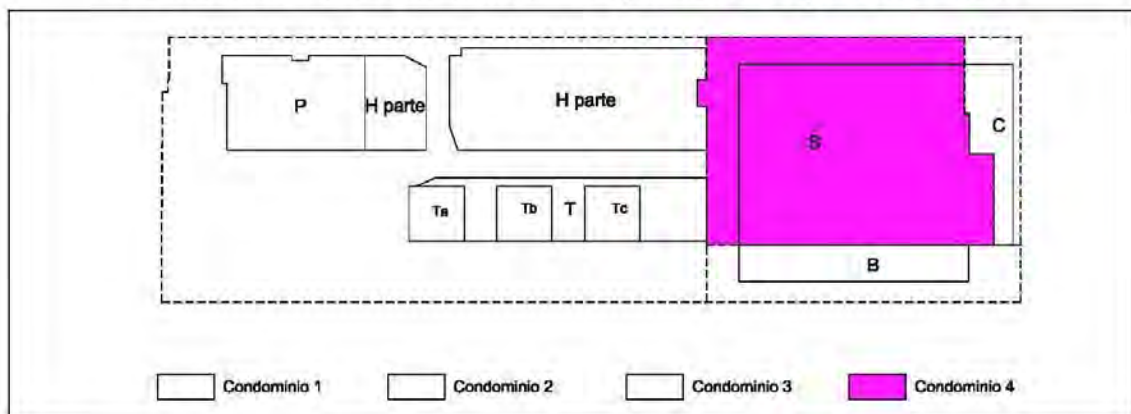 P
H parte
H parte
S
C
Ta
Tb
T
Tc
B
Condominio 1
Condominio 2
Condominio 3
Condominio 4